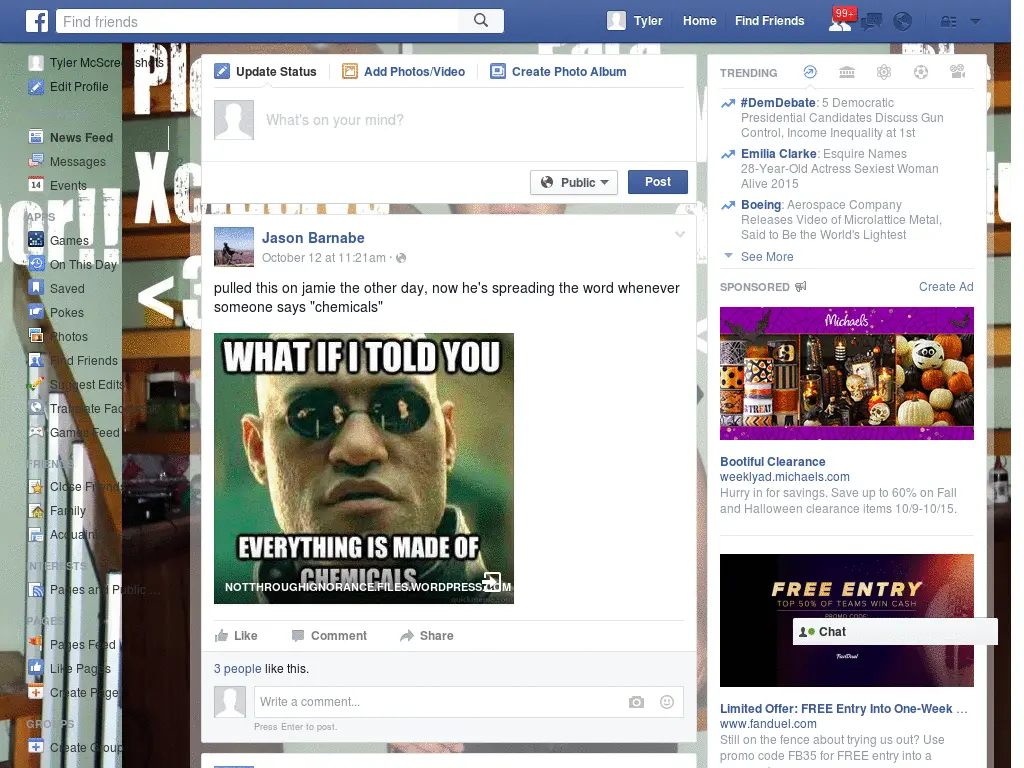 Find friends
Tyler
Home
Find Friends
99+
Tyler McScreenshots
Edit Profile
News Feed
Messages
14
Events
APPS
Games
On This Day
Saved
Pokes
Photos
Find Friends
Suggest Edits
Games Feed
FRIENDS
Close Friends
Family
INTERESTS
Pages and Public ...
PAGES
Pages Feed
Like Pages
Create Page
GROUPS
Create Group
<3
Update Status
Add Photos/Video
Create Photo Album
What's on your mind?
Public
Post
Jason Barnabe
October 12 at 11:21am ·
pulled this on jamie the other day, now he's spreading the word whenever
someone says "chemicals"
WHAT IF I TOLD YOU
EVERYTHING IS MADE OF
CHEMICALS
NOTTHROUGHIGNORANCE.FILES.WORDPRESS.COM
Like
Comment
Share
3 people like this.
Write a comment...
Press Enter to post.
TRENDING
#DemDebate: 5 Democratic
Presidential Candidates Discuss Gun
Control, Income Inequality at 1st
Emilia Clarke: Esquire Names
28-Year-Old Actress Sexiest Woman
Alive 2015
Boeing: Aerospace Company
Releases Video of Microlattice Metal,
Said to Be the World's Lightest
See More
SPONSORED
Create Ad
Michaels
TREAT
Bootiful Clearance
weeklyad.michaels.com
Hurry in for savings. Save up to 60% on Fall
and Halloween clearance items 10/9-10/15.
FREE ENTRY
TOP 50% OF TEAMS WIN CASH
PROMO CODE
Chat
FanDuel
Limited Offer: FREE Entry Into One-Week ...
www.fanduel.com
Still on the fence about trying us out? Use
promo code FB35 for FREE entry into a